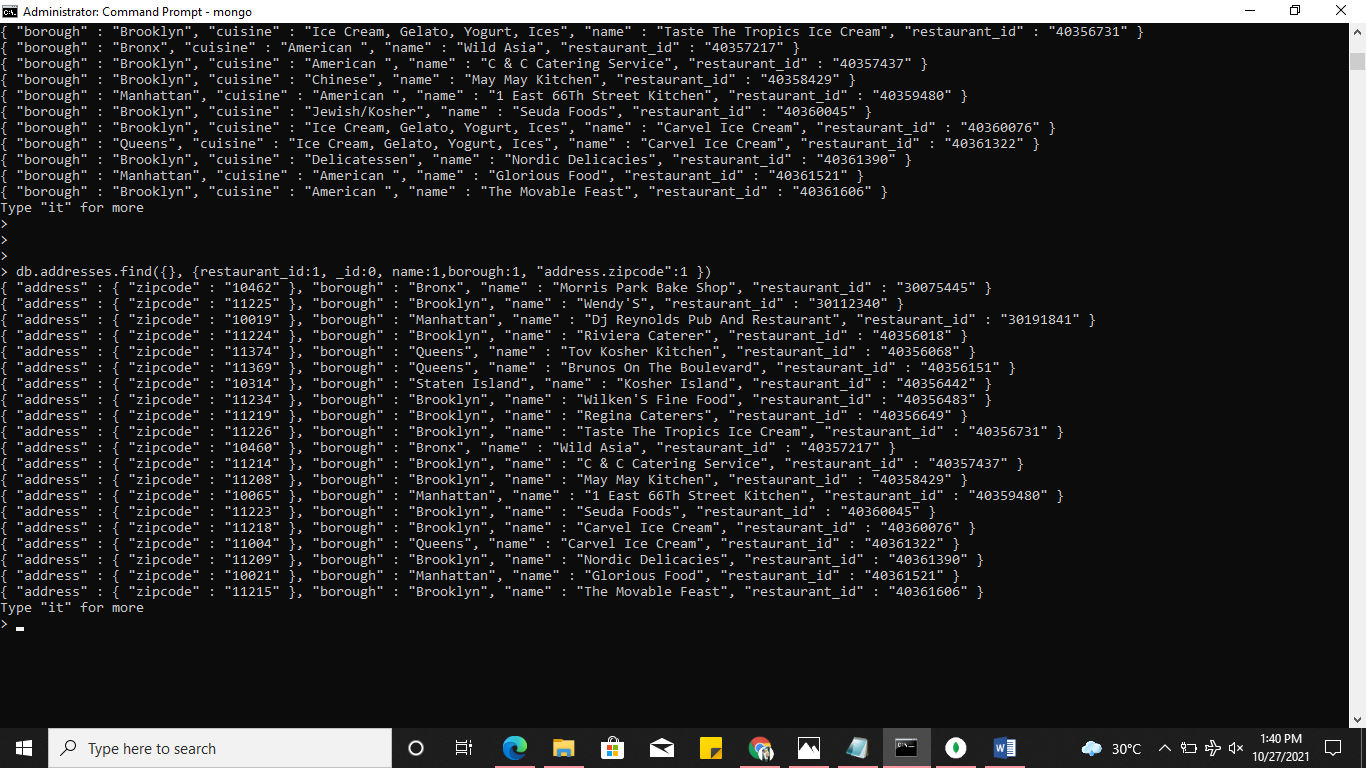 Administrator: Command Prompt - mongo
{ "borough" : "Brooklyn", "cuisine" : "Ice Cream, Gelato, Yogurt, Ices", "name" : "Taste The Tropics Ice Cream", "restaurant_id" : "40356731" }
{ "borough" : "Bronx", "cuisine" : "American ", "name" : "Wild Asia", "restaurant_id" : "40357217" }
{ "borough" : "Brooklyn", "cuisine" : "American ", "name" : "C & C Catering Service", "restaurant_id" : "40357437" }
{ "borough" : "Brooklyn", "cuisine" : "Chinese", "name" : "May May Kitchen", "restaurant_id" : "40358429" }
{ "borough" : "Manhattan", "cuisine" : "American ", "name" : "1 East 66Th Street Kitchen", "restaurant_id" : "40359480" }
{ "borough" : "Brooklyn", "cuisine" : "Jewish/Kosher", "name" : "Seuda Foods", "restaurant_id" : "40360045" }
{ "borough" : "Brooklyn", "cuisine" : "Ice Cream, Gelato, Yogurt, Ices", "name" : "Carvel Ice Cream", "restaurant_id" : "40360076" }
{ "borough" : "Queens", "cuisine" : "Ice Cream, Gelato, Yogurt, Ices", "name" : "Carvel Ice Cream", "restaurant_id" : "40361322" }
{ "borough" : "Brooklyn", "cuisine" : "Delicatessen", "name" : "Nordic Delicacies", "restaurant_id" : "40361390" }
{ "borough" : "Manhattan", "cuisine" : "American ", "name" : "Glorious Food", "restaurant_id" : "40361521" }
{ "borough" : "Brooklyn", "cuisine" : "American ", "name" : "The Movable Feast", "restaurant_id" : "40361606" }
Type "it" for more
>
>
>
> db.addresses.find({}, {restaurant_id:1, _id:0, name:1,borough:1, "address.zipcode":1 })
{ "address" : { "zipcode" : "10462" }, "borough" : "Bronx", "name" : "Morris Park Bake Shop", "restaurant_id" : "30075445" }
{ "address" : { "zipcode" : "11225" }, "borough" : "Brooklyn", "name" : "Wendy'S", "restaurant_id" : "30112340" }
{ "address" : { "zipcode" : "10019" }, "borough" : "Manhattan", "name" : "Dj Reynolds Pub And Restaurant", "restaurant_id" : "30191841" }
{ "address" : { "zipcode" : "11224" }, "borough" : "Brooklyn", "name" : "Riviera Caterer", "restaurant_id" : "40356018" }
{ "address" : { "zipcode" : "11374" }, "borough" : "Queens", "name" : "Tov Kosher Kitchen", "restaurant_id" : "40356068" }
{ "address" : { "zipcode" : "11369" }, "borough" : "Queens", "name" : "Brunos On The Boulevard", "restaurant_id" : "40356151" }
{ "address" : { "zipcode" : "10314" }, "borough" : "Staten Island", "name" : "Kosher Island", "restaurant_id" : "40356442" }
{ "address" : { "zipcode" : "11234" }, "borough" : "Brooklyn", "name" : "Wilken'S Fine Food", "restaurant_id" : "40356483" }
{ "address" : { "zipcode" : "11219" }, "borough" : "Brooklyn", "name" : "Regina Caterers", "restaurant_id" : "40356649" }
{ "address" : { "zipcode" : "11226" }, "borough" : "Brooklyn", "name" : "Taste The Tropics Ice Cream", "restaurant_id" : "40356731" }
{ "address" : { "zipcode" : "10460" }, "borough" : "Bronx", "name" : "Wild Asia", "restaurant_id" : "40357217" }
{ "address" : { "zipcode" : "11214" }, "borough" : "Brooklyn", "name" : "C & C Catering Service", "restaurant_id" : "40357437" }
{ "address" : { "zipcode" : "11208" }, "borough" : "Brooklyn", "name" : "May May Kitchen", "restaurant_id" : "40358429" }
{ "address" : { "zipcode" : "10065" }, "borough" : "Manhattan", "name" : "1 East 66Th Street Kitchen", "restaurant_id" : "40359480" }
{ "address" : { "zipcode" : "11223" }, "borough" : "Brooklyn", "name" : "Seuda Foods", "restaurant_id" : "40360045" }
{ "address" : { "zipcode" : "11218" }, "borough" : "Brooklyn", "name" : "Carvel Ice Cream", "restaurant_id" : "40360076" }
{ "address" : { "zipcode" : "11004" }, "borough" : "Queens", "name" : "Carvel Ice Cream", "restaurant_id" : "40361322" }
{ "address" : { "zipcode" : "11209" }, "borough" : "Brooklyn", "name" : "Nordic Delicacies", "restaurant_id" : "40361390" }
{ "address" : { "zipcode" : "10021" }, "borough" : "Manhattan", "name" : "Glorious Food", "restaurant_id" : "40361521" }
{ "address" : { "zipcode" : "11215" }, "borough" : "Brooklyn", "name" : "The Movable Feast", "restaurant_id" : "40361606" }
Type "it" for more
>
Type here to search
30°C
1:40 PM
10/27/2021